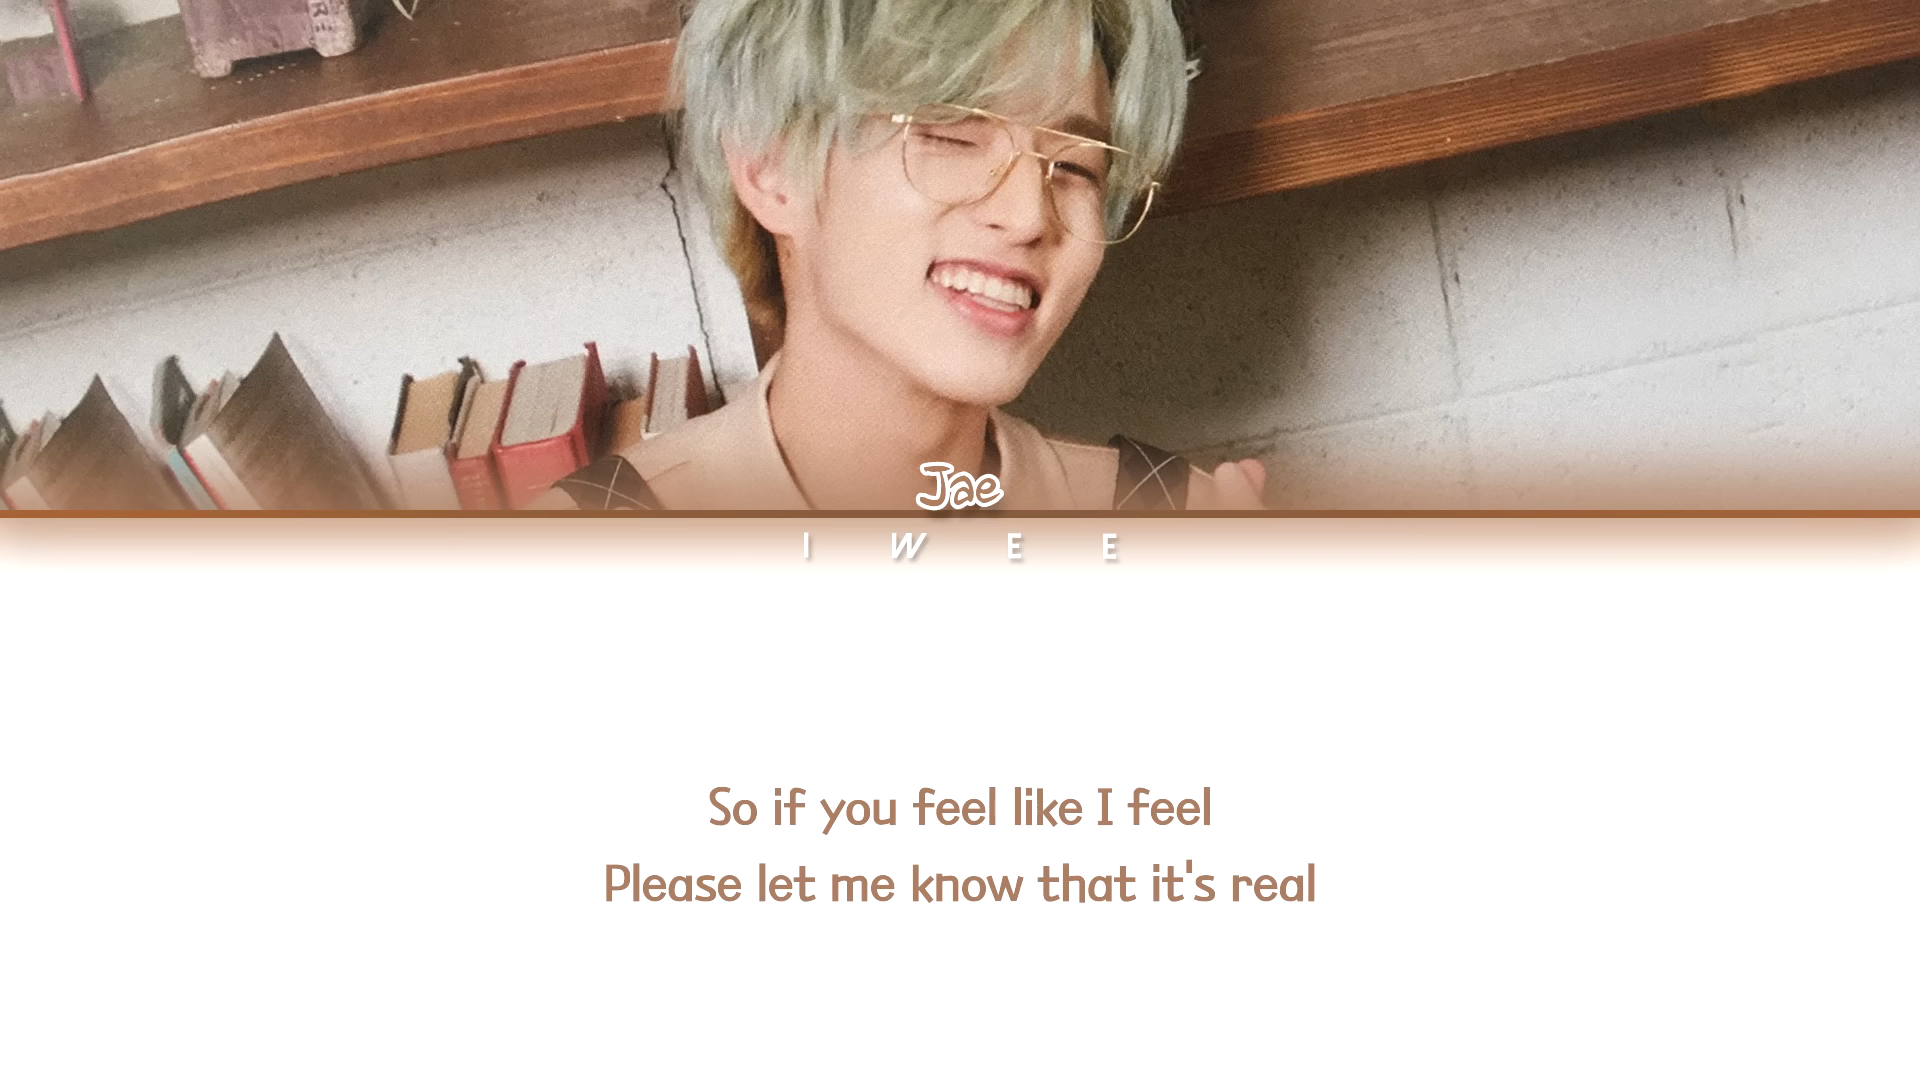 Jae
I W E E
So if you feel like I feel
Please let me know that it's real